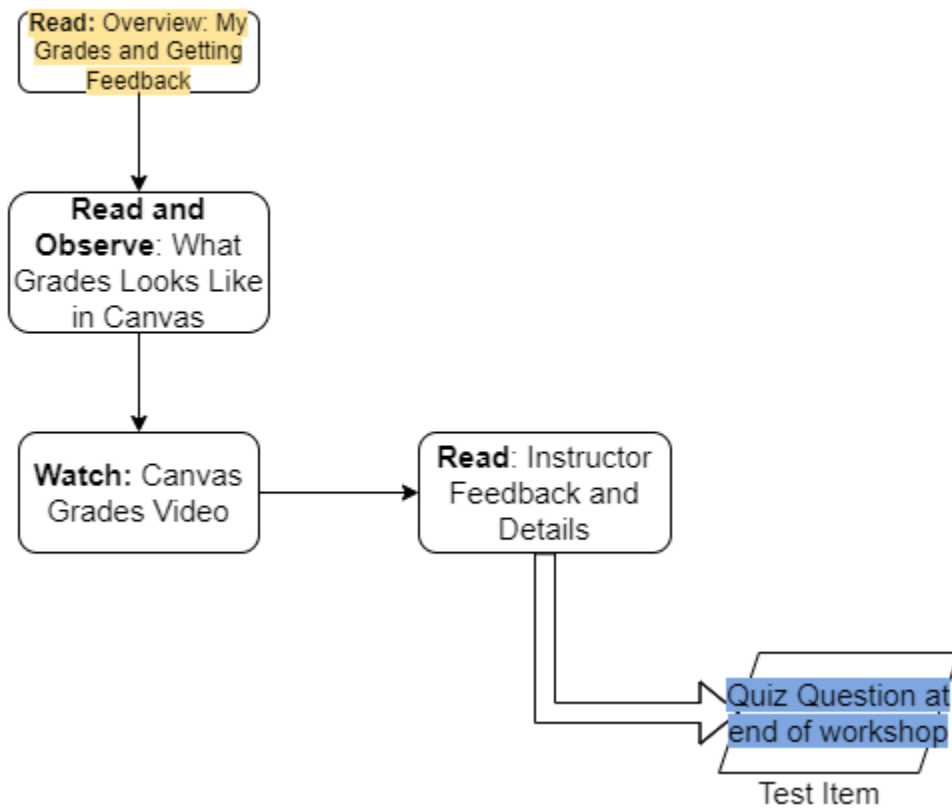 Read: Overview: My
Grades and Getting
Feedback
Read and
Observe: What
Grades Looks Like
in Canvas
Watch: Canvas
Grades Video
Read: Instructor
Feedback and
Details
Quiz Question at
end of workshop
Test Item